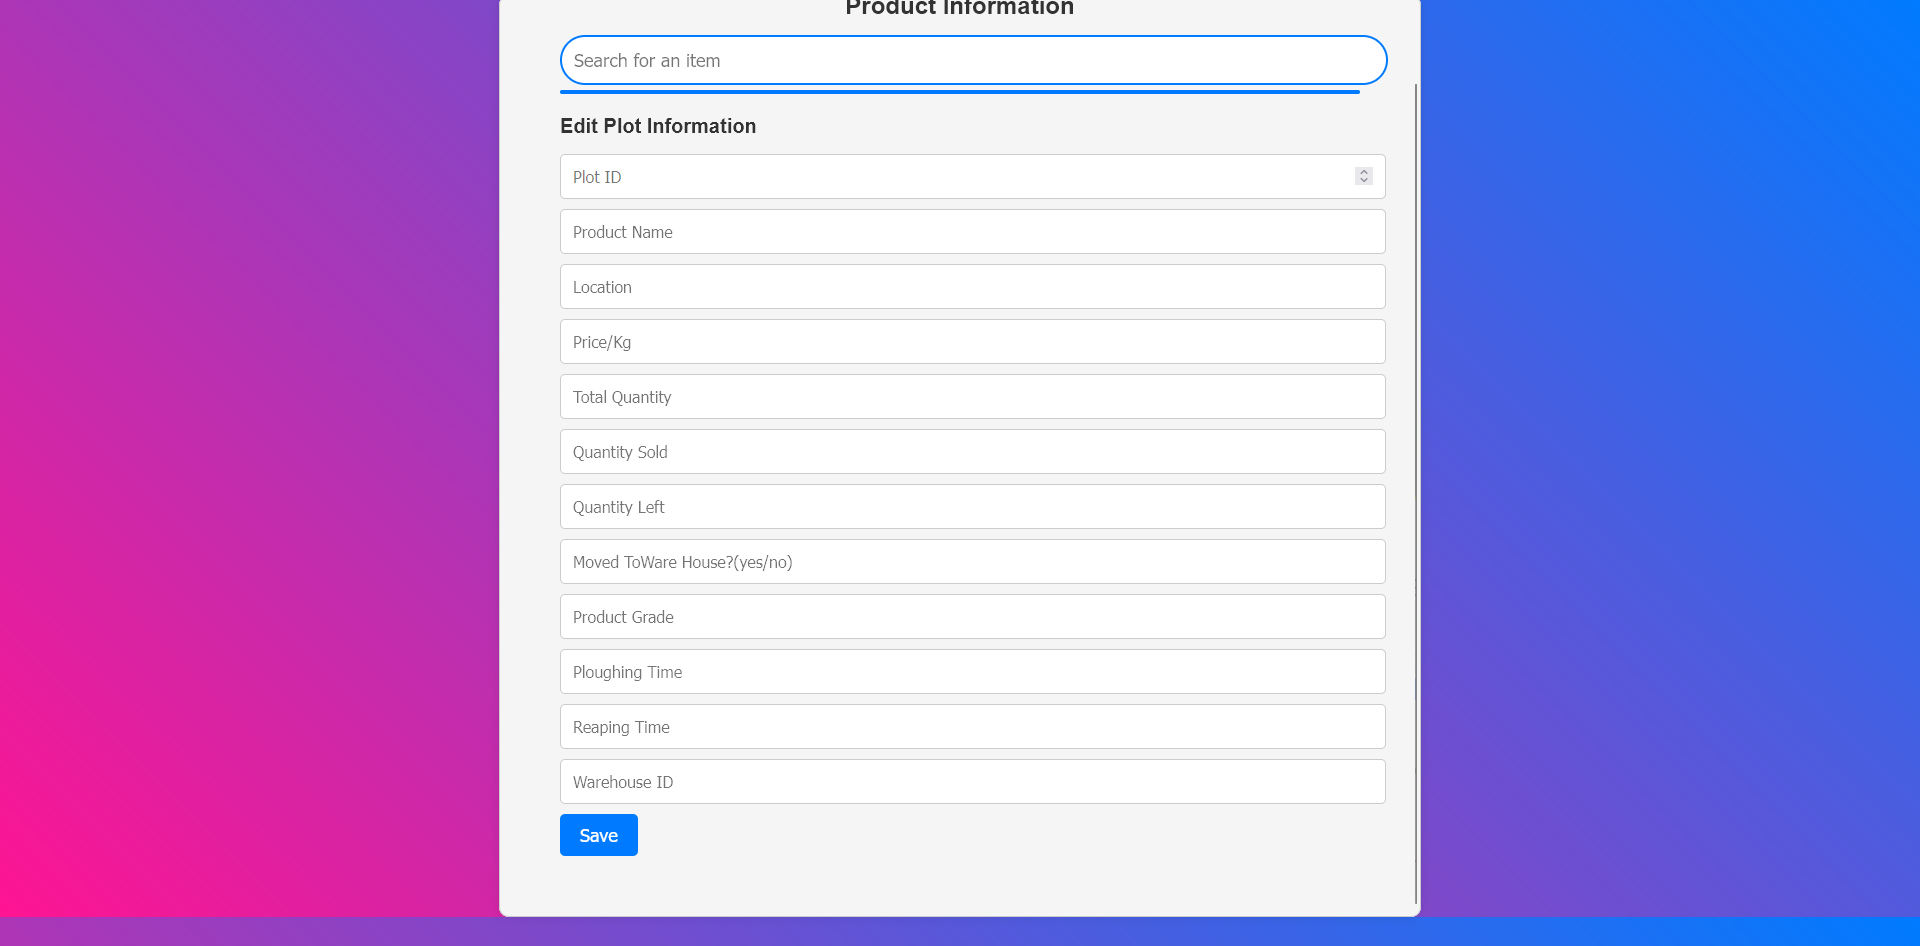 Product Information
Search for an item
Edit Plot Information
Plot ID
Product Name
Location
Price/Kg
Total Quantity
Quantity Sold
Quantity Left
Moved ToWare House?(yes/no)
Product Grade
Ploughing Time
Reaping Time
Warehouse ID
Save